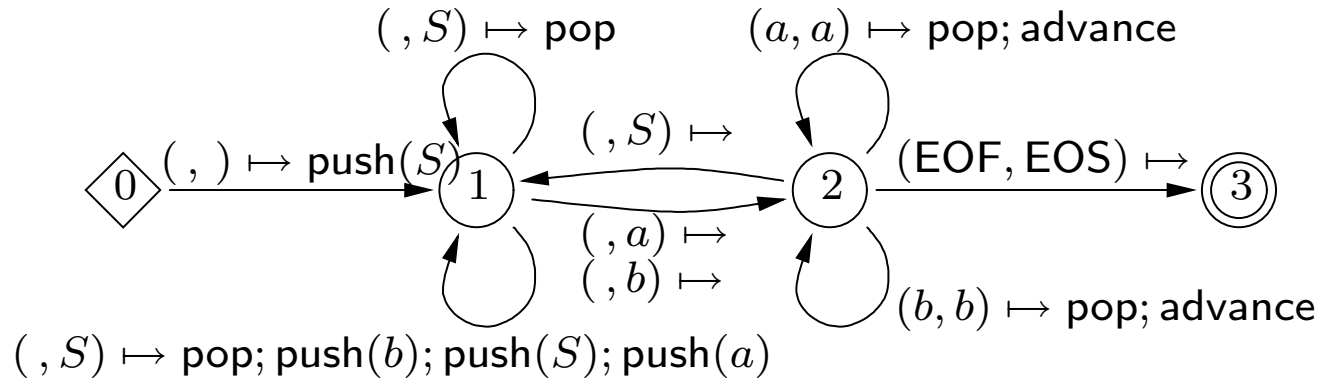 ( , S) ↦ pop
(a, a) ↦ pop; advance
( , ) ↦ push(S)
( , S) ↦
(EOF, EOS) ↦
0
1
2
3
( , a) ↦
( , b) ↦
(b, b) ↦ pop; advance
( , S) ↦ pop; push(b); push(S); push(a)